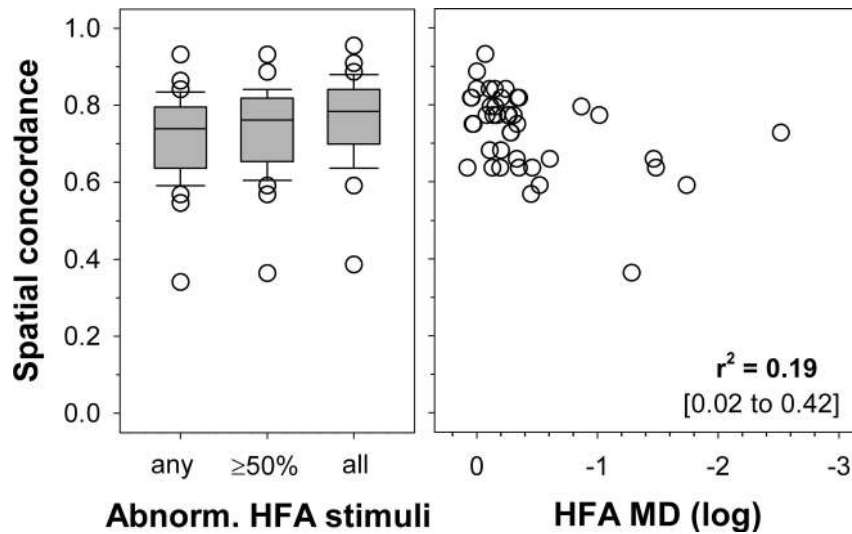 Spatial concordance
1.0
0.8
0.6
0.4
0.2
0.0
any ≥50% all
Abnorm. HFA stimuli
r² = 0.19
[0.02 to 0.42]
0 -1 -2 -3
HFA MD (log)